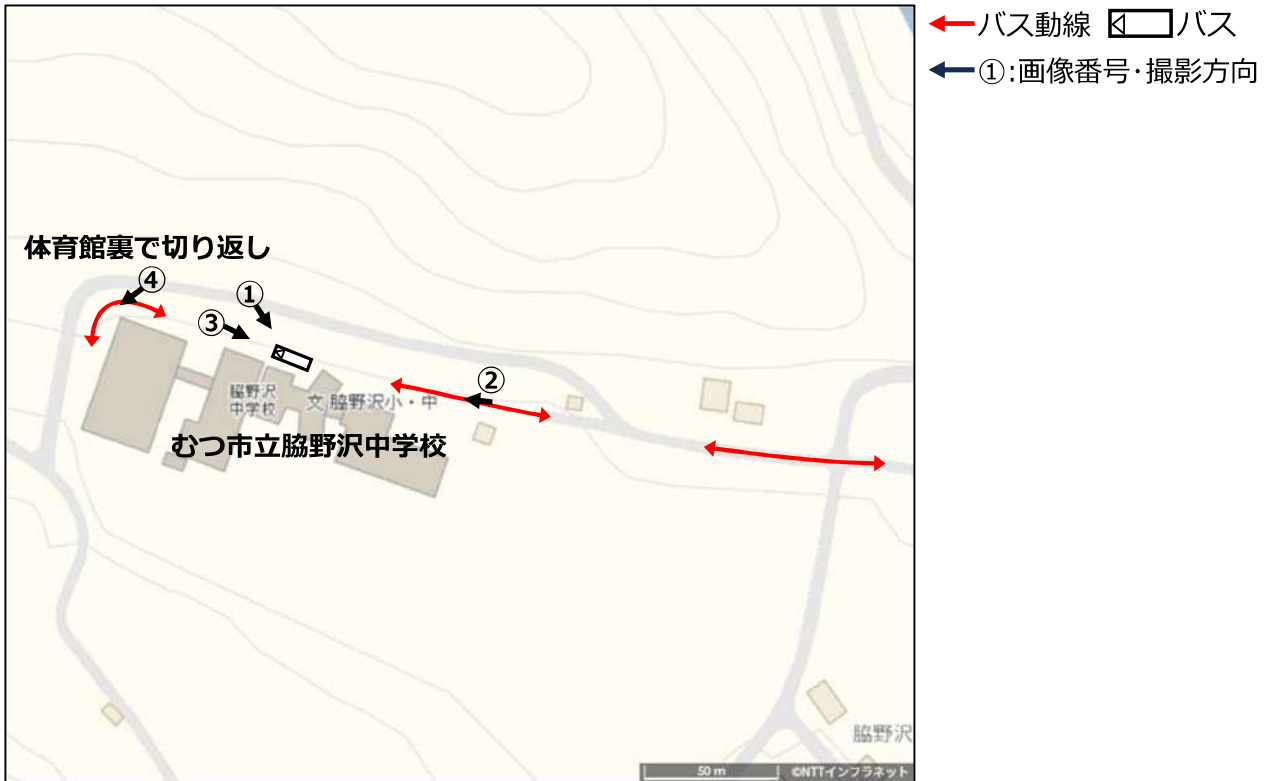 バス動線 バス
①:画像番号・撮影方向
体育館裏で切り返し
④
①
③
②
脇野沢
中学校
文 脇野沢小・中
むつ市立脇野沢中学校
脇野沢
50 m ©NTTインフラネット